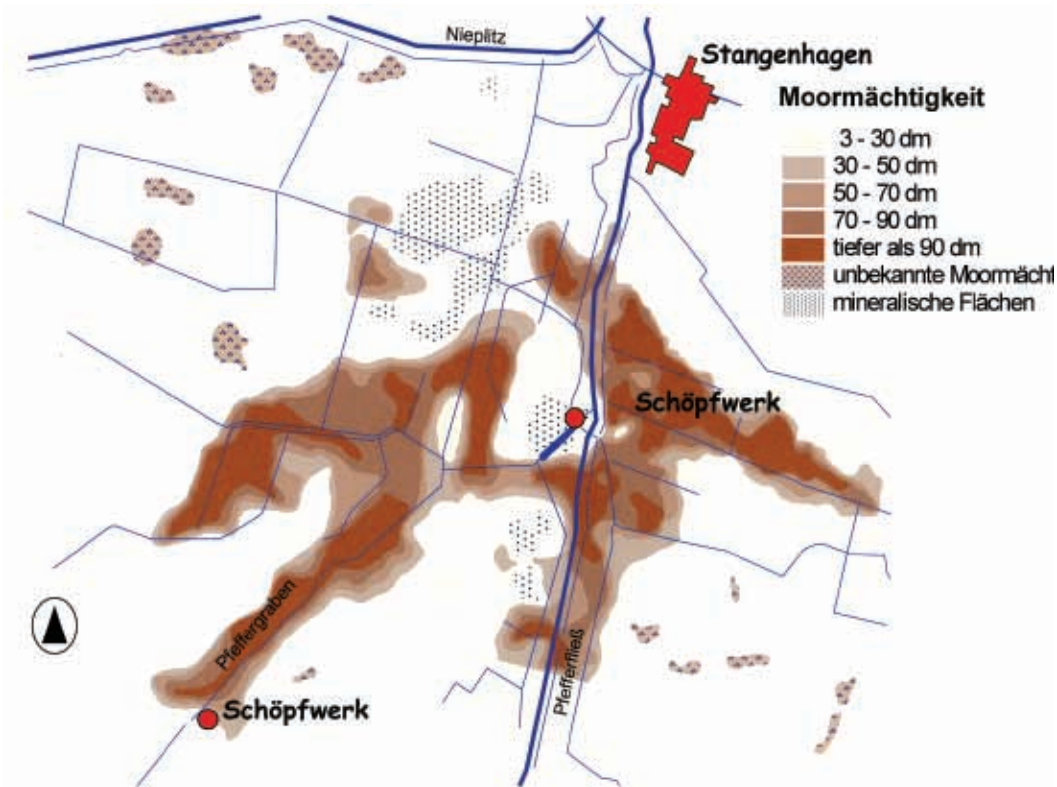 Nieplitz
Stangenhagen
Moormächtigkeit
3 - 30 dm
30 - 50 dm
50 - 70 dm
70 - 90 dm
tiefer als 90 dm
unbekannte Moormächt
mineralische Flächen
Schöpfwerk
Pfeffergraben
Pfefferfließ
Schöpfwerk